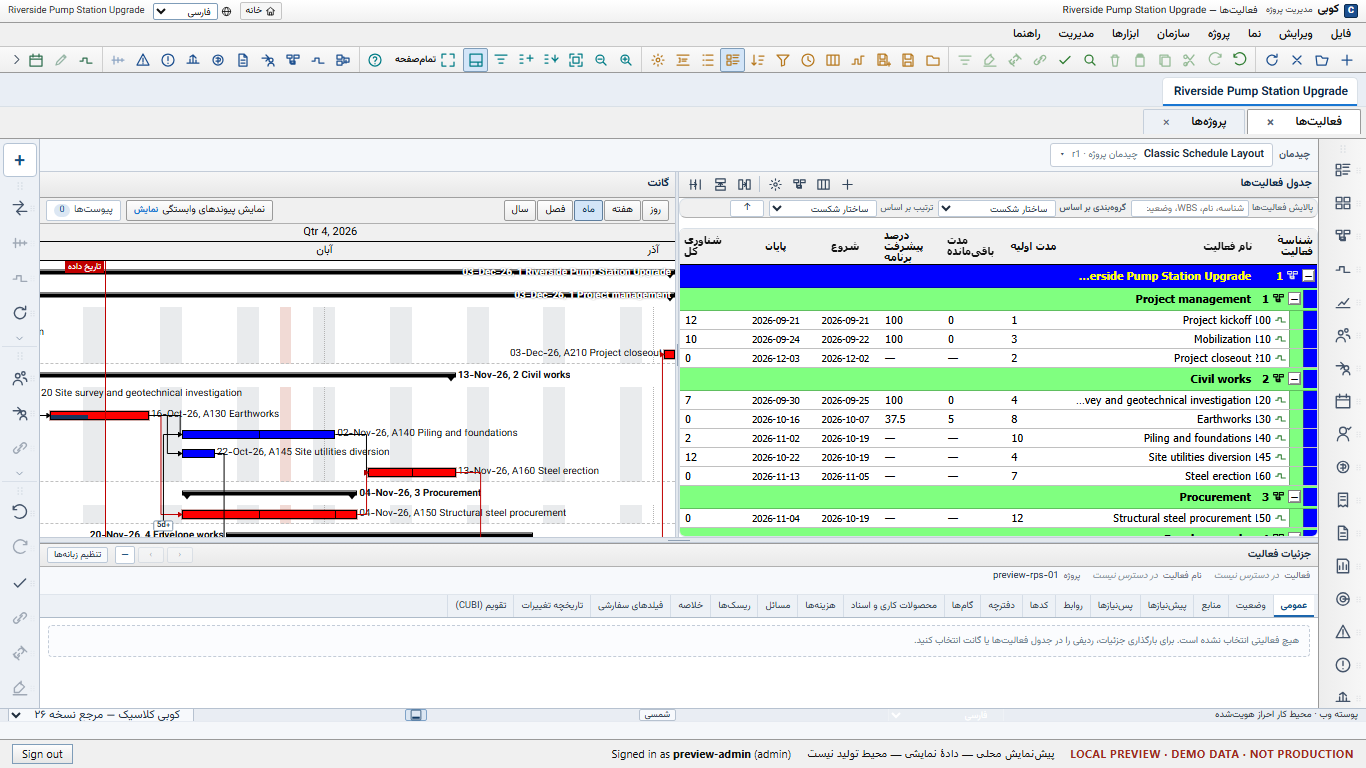 کوبی مدیریت پروژه فعالیت‌ها — Riverside Pump Station Upgrade
خانه
فارسی
Riverside Pump Station Upgrade
فایل ویرایش نما پروژه سازمان ابزارها مدیریت راهنما
تمام‌صفحه
Riverside Pump Station Upgrade
فعالیت‌ها ×
پروژه‌ها ×
چیدمان Classic Schedule Layout چیدمان پروژه · r1
جدول فعالیت‌ها
پالایش فعالیت‌ها شناسه، نام، WBS، وضعیت گروه‌بندی بر اساس ساختار شکست ترتیب بر اساس ساختار شکست
شناسه فعالیت نام فعالیت مدت اولیه مدت باقی‌مانده درصد پیشرفت برنامه شروع پایان شناوری کل
1 ...erside Pump Station Upgrade
1 Project management
100 Project kickoff 1 0 100 2026-09-21 2026-09-21 12
110 Mobilization 3 0 100 2026-09-22 2026-09-24 10
210 Project closeout 2 — — 2026-12-02 2026-12-03 0
2 Civil works
120 ...vey and geotechnical investigation 4 0 100 2026-09-25 2026-09-30 7
130 Earthworks 8 5 37.5 2026-10-07 2026-10-16 0
140 Piling and foundations 10 — — 2026-10-19 2026-11-02 2
145 Site utilities diversion 4 — — 2026-10-19 2026-10-22 12
160 Steel erection 7 — — 2026-11-05 2026-11-13 0
3 Procurement
150 Structural steel procurement 12 — — 2026-10-19 2026-11-04 0
گانت
روز هفته ماه فصل سال
نمایش پیوندهای وابستگی نمایش
پیوست‌ها 0
Qtr 4, 2026
آبان آذر
تاریخ داده
03-Dec-26, 1 Riverside Pump Station Upgrade
03-Dec-26, 1 Project management
03-Dec-26, A210 Project closeout
13-Nov-26, 2 Civil works
20 Site survey and geotechnical investigation
16-Oct-26, A130 Earthworks
02-Nov-26, A140 Piling and foundations
22-Oct-26, A145 Site utilities diversion
13-Nov-26, A160 Steel erection
04-Nov-26, 3 Procurement
04-Nov-26, A150 Structural steel procurement
20-Nov-26, 4 Envelope works
جزئیات فعالیت
تنظیم زبانه‌ها
فعالیت در دسترس نیست نام فعالیت در دسترس نیست پروژه preview-rps-01
عمومی وضعیت منابع پیش‌نیازها پس‌نیازها روابط کدها دفترچه گام‌ها محصولات کاری و اسناد هزینه‌ها مسائل ریسک‌ها خلاصه فیلدهای سفارشی تاریخچه تغییرات تقویم (CUBI)
هیچ فعالیتی انتخاب نشده است. برای بارگذاری جزئیات، ردیفی را در جدول فعالیت‌ها یا گانت انتخاب کنید.
پوسته وب · محیط کار احراز هویت‌شده
فارسی
شمسی
کوبی کلاسیک — مرجع نسخه ۲۶
LOCAL PREVIEW · DEMO DATA · NOT PRODUCTION
پیش‌نمایش محلی — دادهٔ نمایشی — محیط تولید نیست
Signed in as preview-admin (admin)
Sign out